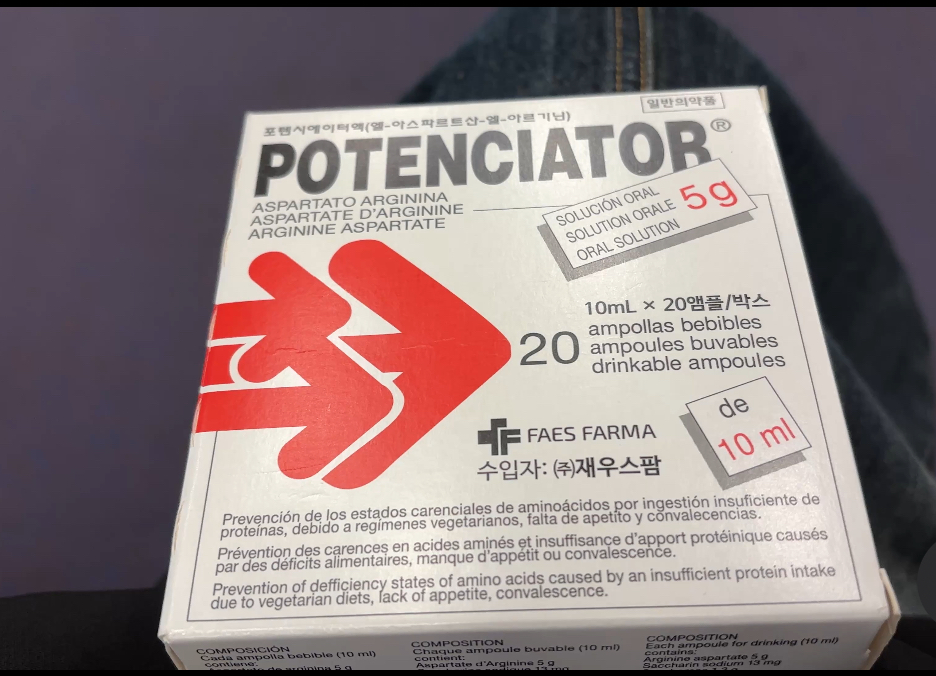 일반의약품
포텐시에이터액(엘-아스파르트산-엘-아르기닌)
POTENCIATOR®
ASPARTATO ARGININA
ASPARTATE D'ARGININE
ARGININE ASPARTATE
SOLUCIÓN ORAL
SOLUTION ORALE
ORAL SOLUTION
5g
10mL × 20앰플/박스
20
ampollas bebibles
ampoules buvables
drinkable ampoules
de
10 ml
FAES FARMA
수입자: ㈜재우스팜
Prevención de los estados carenciales de aminoácidos por ingestión insuficiente de
proteínas, debido a regímenes vegetarianos, falta de apetito y convalecencias.
Prévention des carences en acides aminés et insuffisance d'apport protéinique causés
par des déficits alimentaires, manque d'appétit ou convalescence.
Prevention of defficiency states of amino acids caused by an insufficient protein intake
due to vegetarian diets, lack of appetite, convalescence.
COMPOSICIÓN
Cada ampolla bebible (10 ml)
contiene:
Aspartato de arginina 5 g
COMPOSITION
Chaque ampoule buvable (10 ml)
contient:
Aspartate d'Arginine 5 g
COMPOSITION
Each ampoule for drinking (10 ml)
contains:
Arginine aspartate 5 g
Saccharin sodium 13 mg